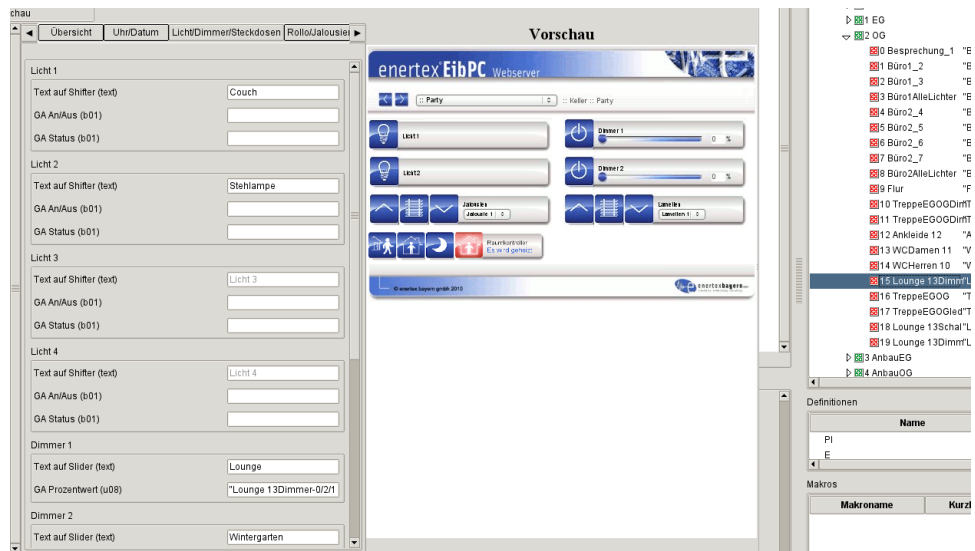 chau
Übersicht
Uhr/Datum
Licht/Dimmer/Steckdosen
Rollo/Jalousie
Licht 1
Text auf Shifter (text)
Couch
GA An/Aus (b01)
GA Status (b01)
Licht 2
Text auf Shifter (text)
Stehlampe
GA An/Aus (b01)
GA Status (b01)
Licht 3
Text auf Shifter (text)
Licht 3
GA An/Aus (b01)
GA Status (b01)
Licht 4
Text auf Shifter (text)
Licht 4
GA An/Aus (b01)
GA Status (b01)
Dimmer 1
Text auf Slider (text)
Lounge
GA Prozentwert (u08)
"Lounge 13Dimmer-0/2/1
Dimmer 2
Text auf Slider (text)
Wintergarten
Vorschau
enertex EibPC Webserver
:: Party
:: Keller :: Party
Licht 1
Dimmer 1
0 %
Licht 2
Dimmer 2
0 %
Jalousien
Jalousie 1
Lamellen
Lamellen 1
Raumkontroller
Es wird geheizt
© enertex bayern gmbh 2010
enertexbayern
1 EG
2 OG
0 Besprechung_1 "B
1 Büro1_2 "B
2 Büro1_3 "B
3 Büro1AlleLichter "B
4 Büro2_4 "B
5 Büro2_5 "B
6 Büro2_6 "B
7 Büro2_7 "B
8 Büro2AlleLichter "B
9 Flur "F
10 TreppeEGOGDir
11 TreppeEGOGDir
12 Ankleide 12 "A
13 WCDamen 11 "V
14 WCHerren 10 "V
15 Lounge 13Dimm"L
16 TreppeEGOG "T
17 TreppeEGOGled"T
18 Lounge 13Schal"L
19 Lounge 13Dimm"L
3 AnbauEG
4 AnbauOG
Definitionen
Name
PI
E
Makros
Makroname
Kurzl